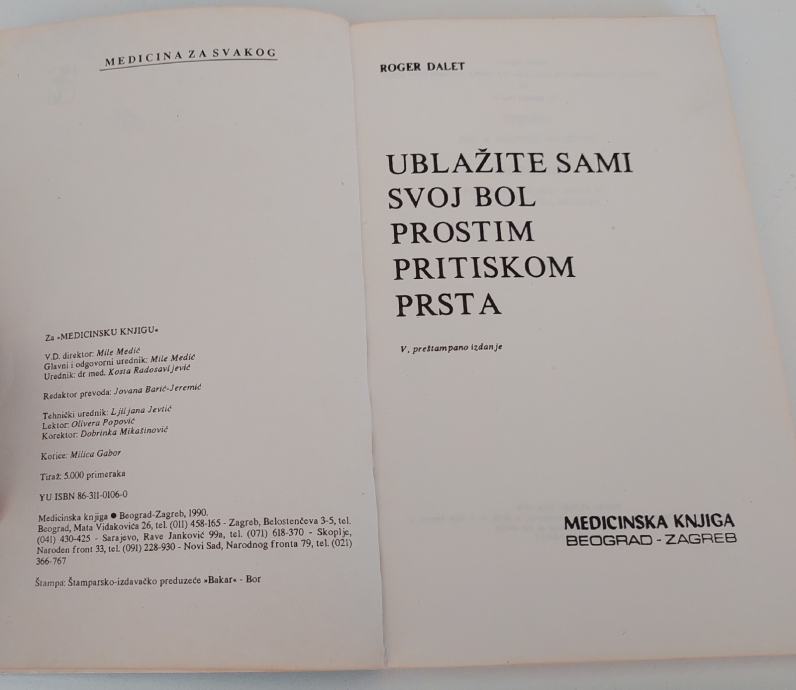 MEDICINA ZA SVAKOG
Za »MEDICINSKU KNJIGU«
V.D. direktor: Mile Medić
Glavni i odgovorni urednik: Mile Medić
Urednik: dr med. Kosta Radosavljević
Redaktor prevoda: Jovana Barić-Jeremić
Tehnički urednik: Ljiljana Jevtić
Lektor: Olivera Popović
Korektor: Dobrinka Mikašinović
Korice: Milica Gabor
Tiraž: 5.000 primeraka
YU ISBN 86-311-0106-0
Medicinska knjiga ● Beograd-Zagreb, 1990.
Beograd, Mata Vidakovića 26, tel. (011) 458-165 - Zagreb, Belostenčeva 3-5, tel.
(041) 430-425 - Sarajevo, Rave Janković 99a, tel. (071) 618-370 - Skoplje,
Naroden front 33, tel. (091) 228-930 - Novi Sad, Narodnog fronta 79, tel. (021)
366-767
Štampa: Štamparsko-izdavačko preduzeće »Bakar« - Bor
ROGER DALET
UBLAŽITE SAMI
SVOJ BOL
PROSTIM
PRITISKOM
PRSTA
V, preštampano izdanje
MEDICINSKA KNJIGA
BEOGRAD - ZAGREB